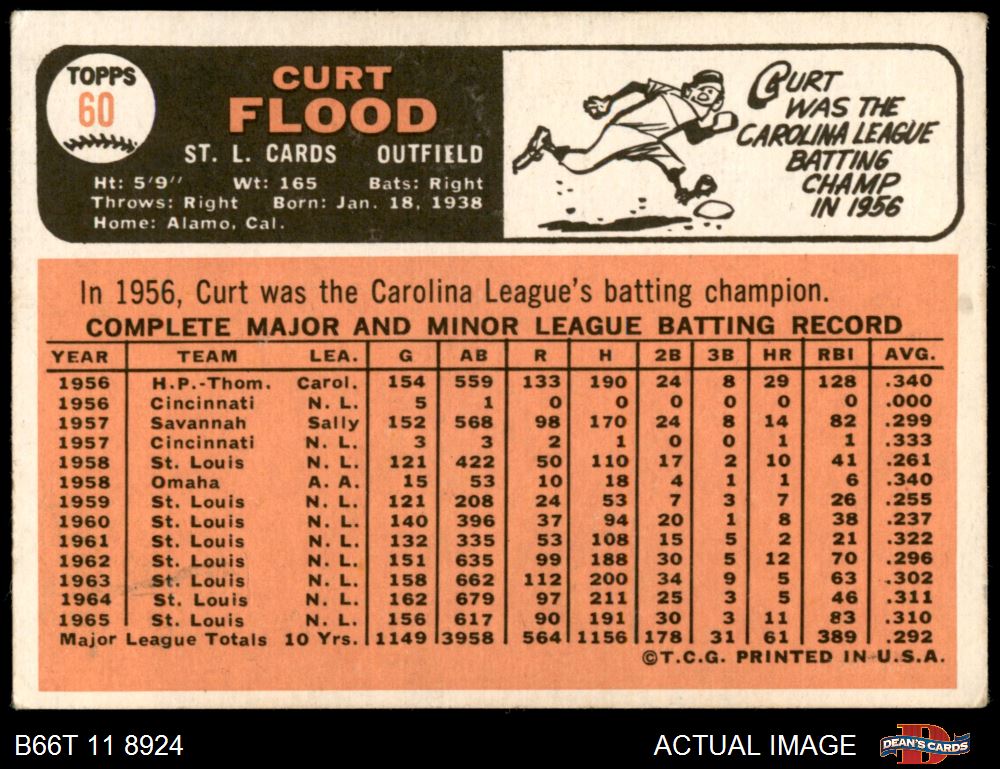 TOPPS
60
CURT
FLOOD
ST. L. CARDS OUTFIELD
Ht: 5'9" Wt: 165 Bats: Right
Throws: Right Born: Jan. 18, 1938
Home: Alamo, Cal.
CURT
WAS THE
CAROLINA LEAGUE
BATTING
CHAMP
IN 1956
In 1956, Curt was the Carolina League's batting champion.
COMPLETE MAJOR AND MINOR LEAGUE BATTING RECORD
YEAR TEAM LEA. G AB R H 2B 3B HR RBI AVG.
1956 H.P.-Thom. Carol. 154 559 133 190 24 8 29 128 .340
1956 Cincinnati N. L. 5 1 0 0 0 0 0 0 .000
1957 Savannah Sally 152 568 98 170 24 8 14 82 .299
1957 Cincinnati N. L. 3 3 2 1 0 0 1 1 .333
1958 St. Louis N. L. 121 422 50 110 17 2 10 41 .261
1958 Omaha A. A. 15 53 10 18 4 1 1 6 .340
1959 St. Louis N. L. 121 208 24 53 7 3 7 26 .255
1960 St. Louis N. L. 140 396 37 94 20 1 8 38 .237
1961 St. Louis N. L. 132 335 53 108 15 5 2 21 .322
1962 St. Louis N. L. 151 635 99 188 30 5 12 70 .296
1963 St. Louis N. L. 158 662 112 200 34 9 5 63 .302
1964 St. Louis N. L. 162 679 97 211 25 3 5 46 .311
1965 St. Louis N. L. 156 617 90 191 30 3 11 83 .310
Major League Totals 10 Yrs. 1149 3958 564 1156 178 31 61 389 .292
©T.C.G. PRINTED IN U.S.A.
B66T 11 8924
ACTUAL IMAGE
DEAN'S CARDS